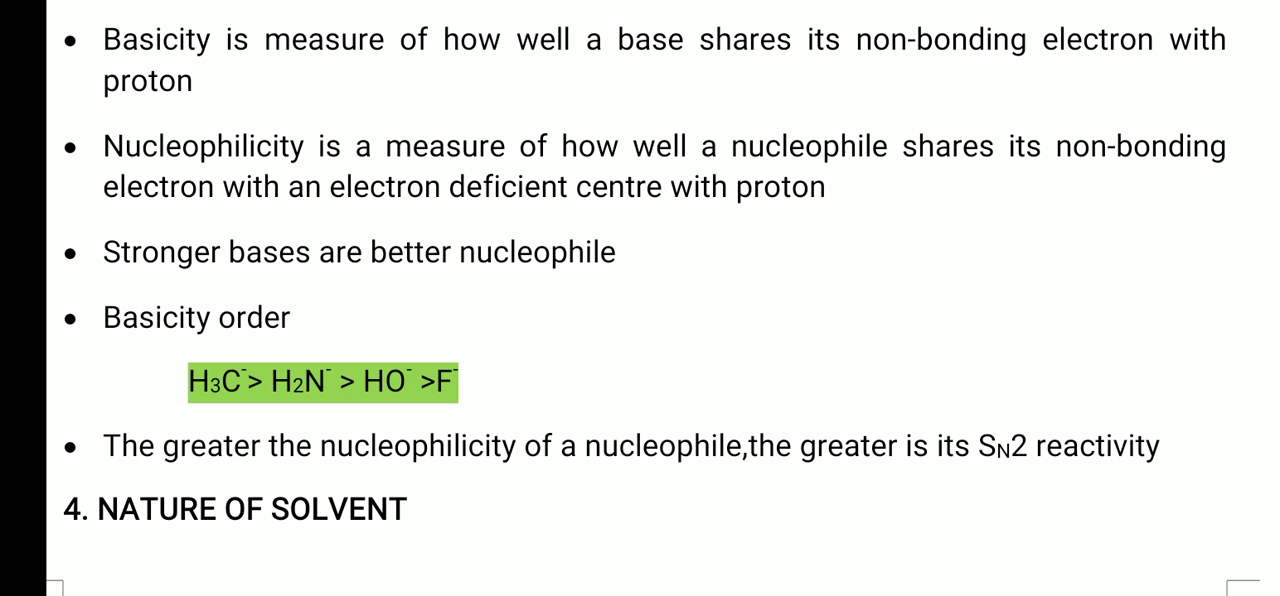 • Basicity is measure of how well a base shares its non-bonding electron with
proton
• Nucleophilicity is a measure of how well a nucleophile shares its non-bonding
electron with an electron deficient centre with proton
• Stronger bases are better nucleophile
• Basicity order
H₃C⁻> H₂N⁻ > HO⁻ >F⁻
• The greater the nucleophilicity of a nucleophile,the greater is its SN2 reactivity
4. NATURE OF SOLVENT